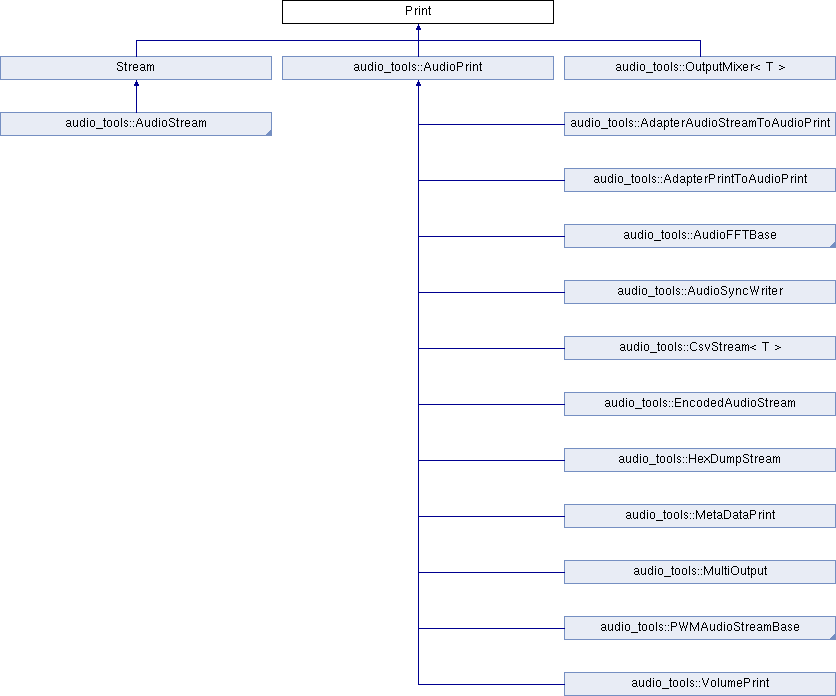 Print
Stream
audio_tools::AudioPrint
audio_tools::OutputMixer< T >
audio_tools::AudioStream
audio_tools::AdapterAudioStreamToAudioPrint
audio_tools::AdapterPrintToAudioPrint
audio_tools::AudioFFTBase
audio_tools::AudioSyncWriter
audio_tools::CsvStream< T >
audio_tools::EncodedAudioStream
audio_tools::HexDumpStream
audio_tools::MetaDataPrint
audio_tools::MultiOutput
audio_tools::PWMAudioStreamBase
audio_tools::VolumePrint